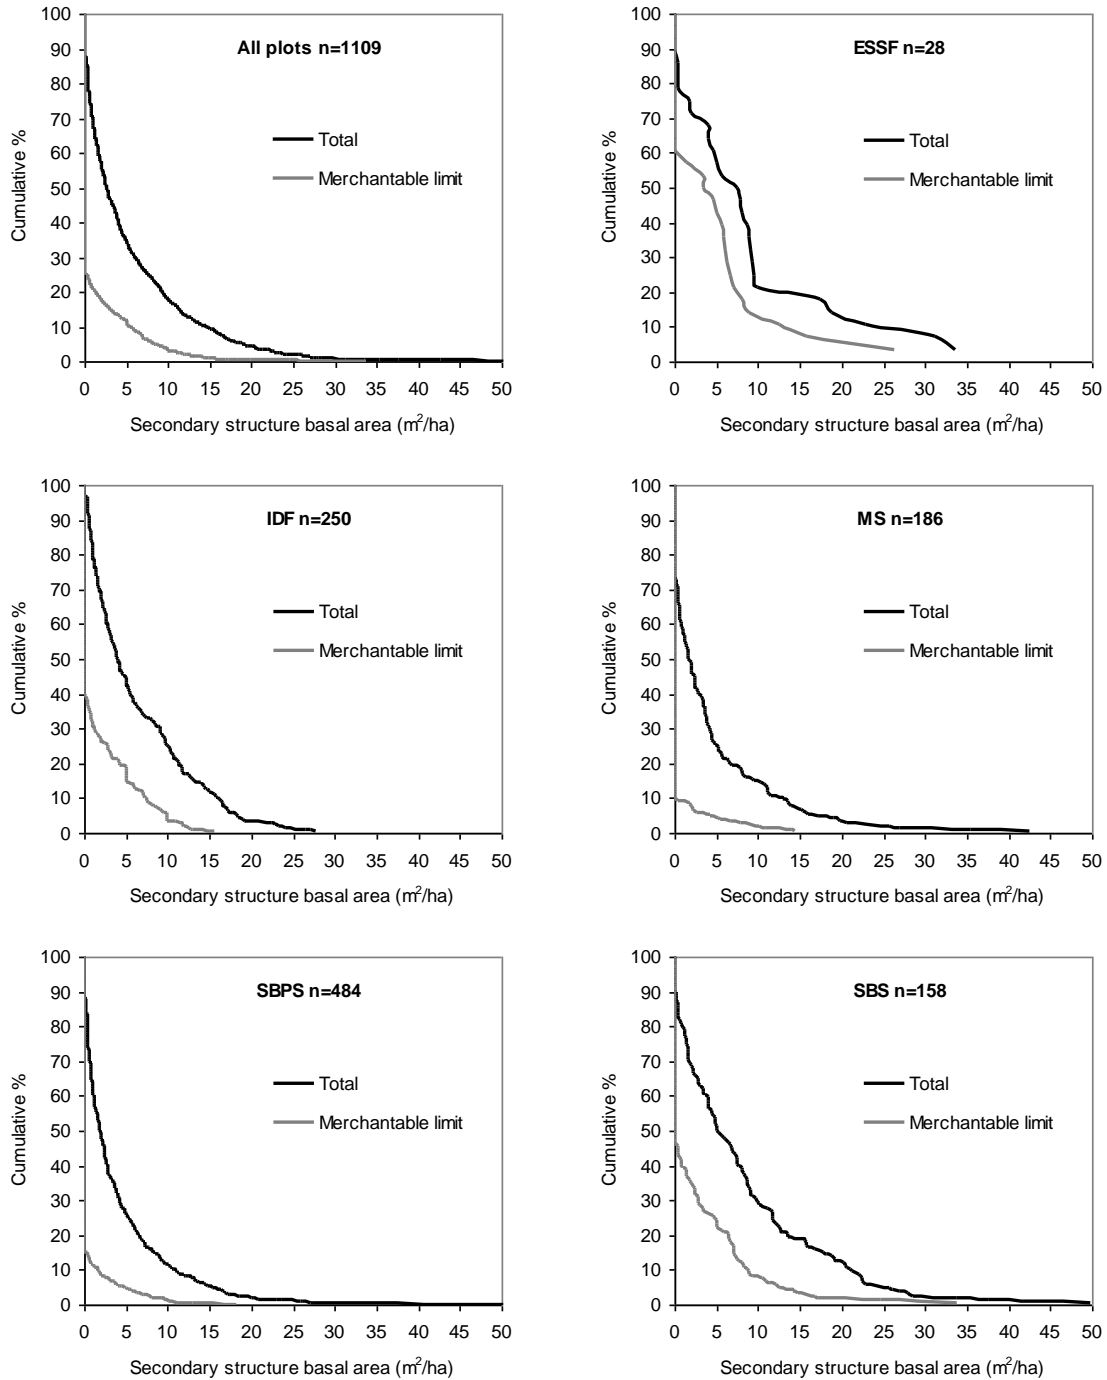 All plots n=1109
Cumulative %
100
90
80
70
60
50
40
30
20
10
0
Total
Merchantable limit
0 5 10 15 20 25 30 35 40 45 50
Secondary structure basal area (m²/ha)
ESSF n=28
Cumulative %
100
90
80
70
60
50
40
30
20
10
0
Total
Merchantable limit
0 5 10 15 20 25 30 35 40 45 50
Secondary structure basal area (m²/ha)
IDF n=250
Cumulative %
100
90
80
70
60
50
40
30
20
10
0
Total
Merchantable limit
0 5 10 15 20 25 30 35 40 45 50
Secondary structure basal area (m²/ha)
MS n=186
Cumulative %
100
90
80
70
60
50
40
30
20
10
0
Total
Merchantable limit
0 5 10 15 20 25 30 35 40 45 50
Secondary structure basal area (m²/ha)
SBPS n=484
Cumulative %
100
90
80
70
60
50
40
30
20
10
0
Total
Merchantable limit
0 5 10 15 20 25 30 35 40 45 50
Secondary structure basal area (m²/ha)
SBS n=158
Cumulative %
100
90
80
70
60
50
40
30
20
10
0
Total
Merchantable limit
0 5 10 15 20 25 30 35 40 45 50
Secondary structure basal area (m²/ha)